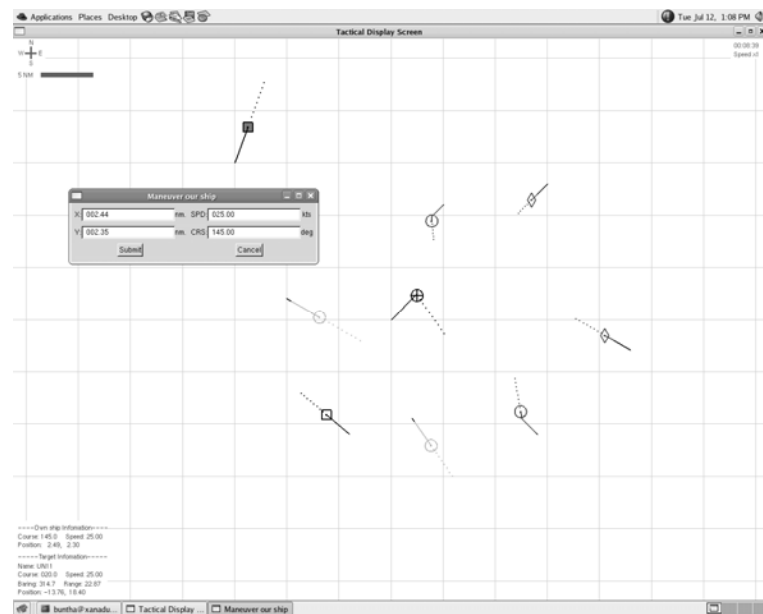 Applications Places Desktop Tue Jul 12, 1:08 PM
Tactical Display Screen
N
W E
S
5 NM
00:08:39
Speed:x1
Maneuver our ship
X: 002.44 nm. SPD: 025.00 kts
Y: 002.35 nm. CRS: 145.00 deg
Submit Cancel
----Own ship Infomation----
Course: 145.0 Speed: 25.00
Position: 2.49, 2.30
-----Target Infomation-----
Name: UNI1
Course: 020.0 Speed: 25.00
Baring: 314.7 Range: 22.87
Position: -13.76, 18.40
buntha@xanadu... Tactical Display ... Maneuver our ship